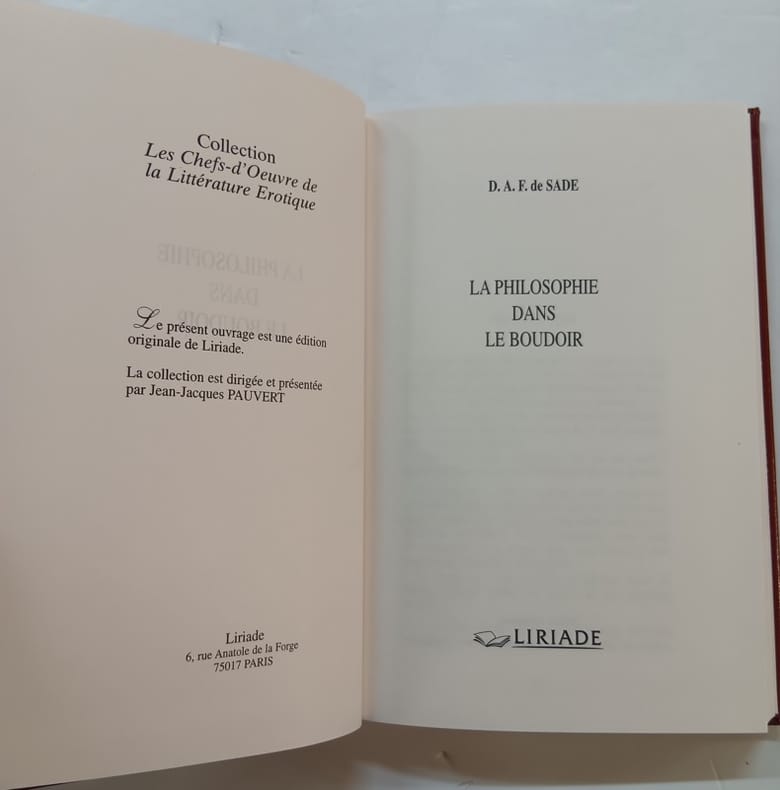 Collection
Les Chefs-d'Oeuvre de
la Littérature Erotique
Le présent ouvrage est une édition
originale de Liriade.
La collection est dirigée et présentée
par Jean-Jacques PAUVERT
Liriade
6, rue Anatole de la Forge
75017 PARIS
D. A. F. de SADE
LA PHILOSOPHIE
DANS
LE BOUDOIR
LIRIADE